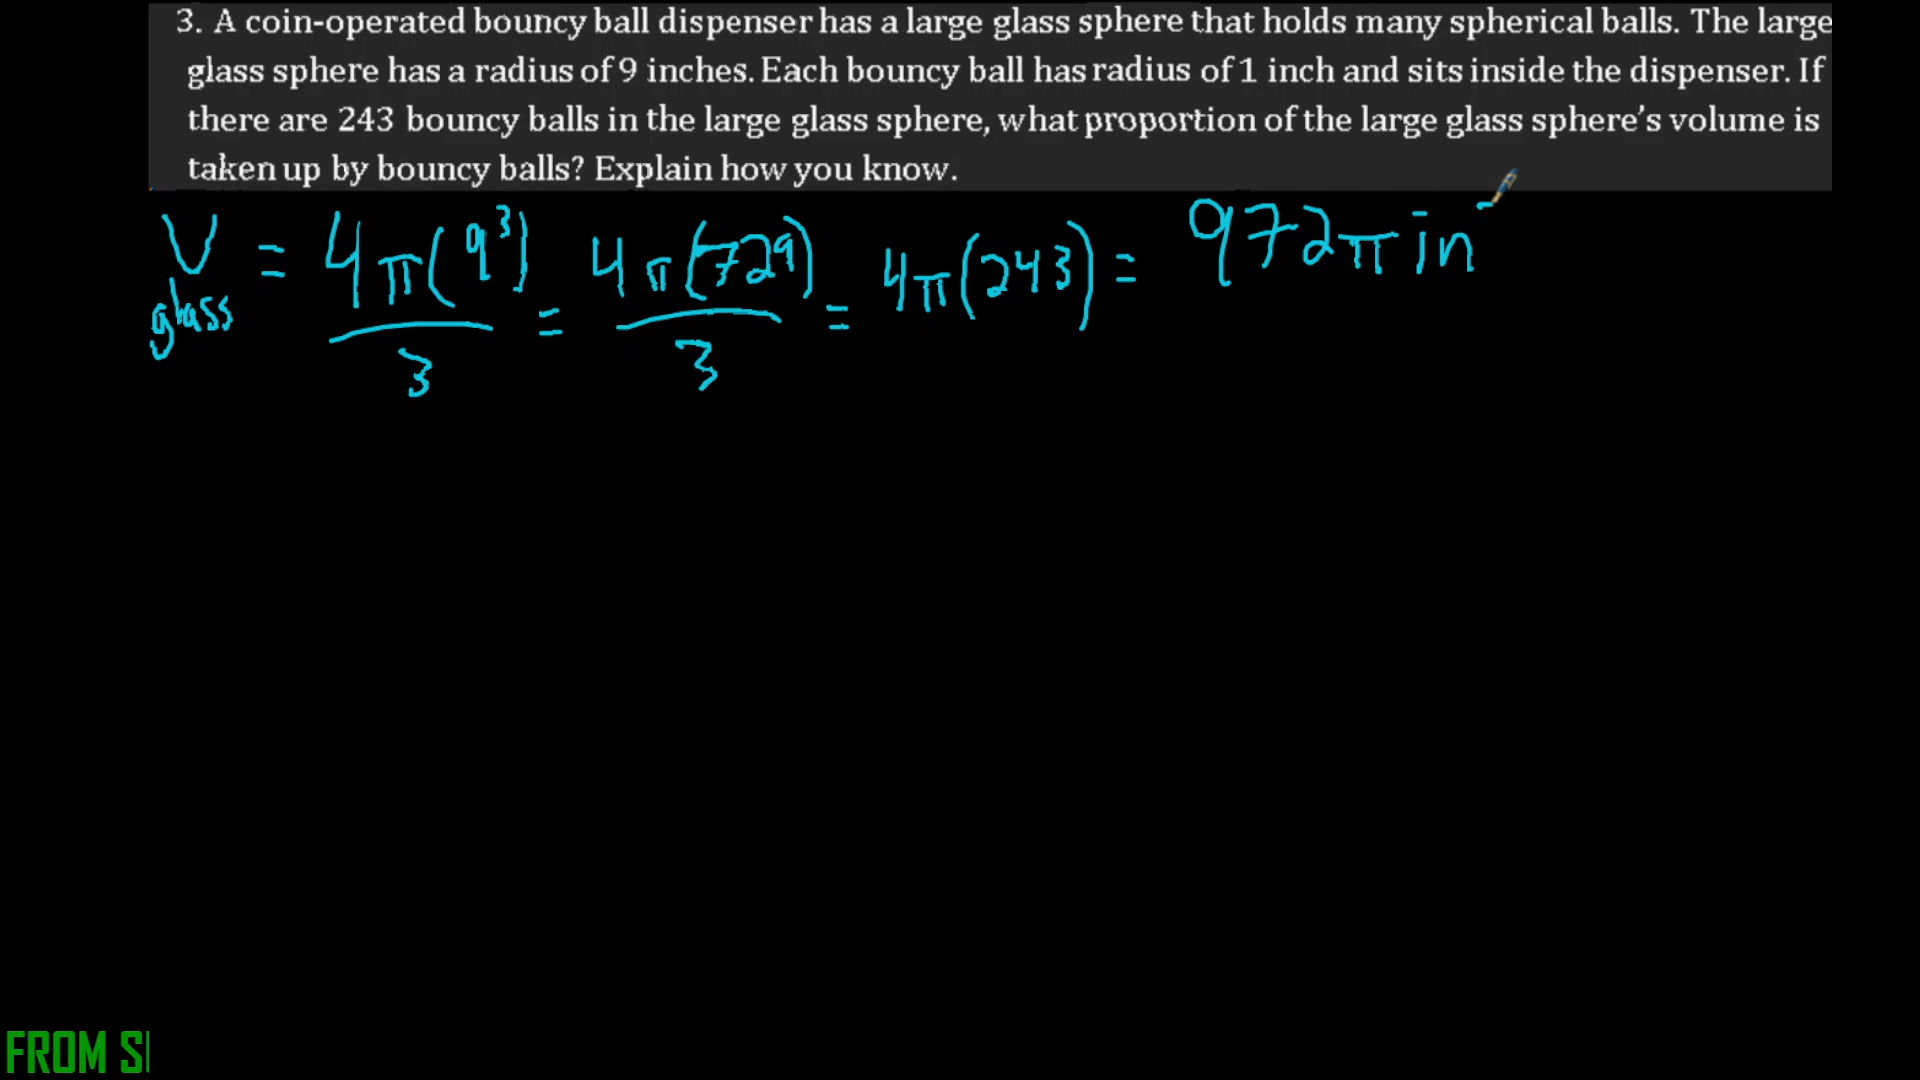 3. A coin-operated bouncy ball dispenser has a large glass sphere that holds many spherical balls. The large
glass sphere has a radius of 9 inches. Each bouncy ball has radius of 1 inch and sits inside the dispenser. If
there are 243 bouncy balls in the large glass sphere, what proportion of the large glass sphere's volume is
taken up by bouncy balls? Explain how you know.
V glass = 4π(9³)/3 = 4π(729)/3 = 4π(243) = 972π in
FROM